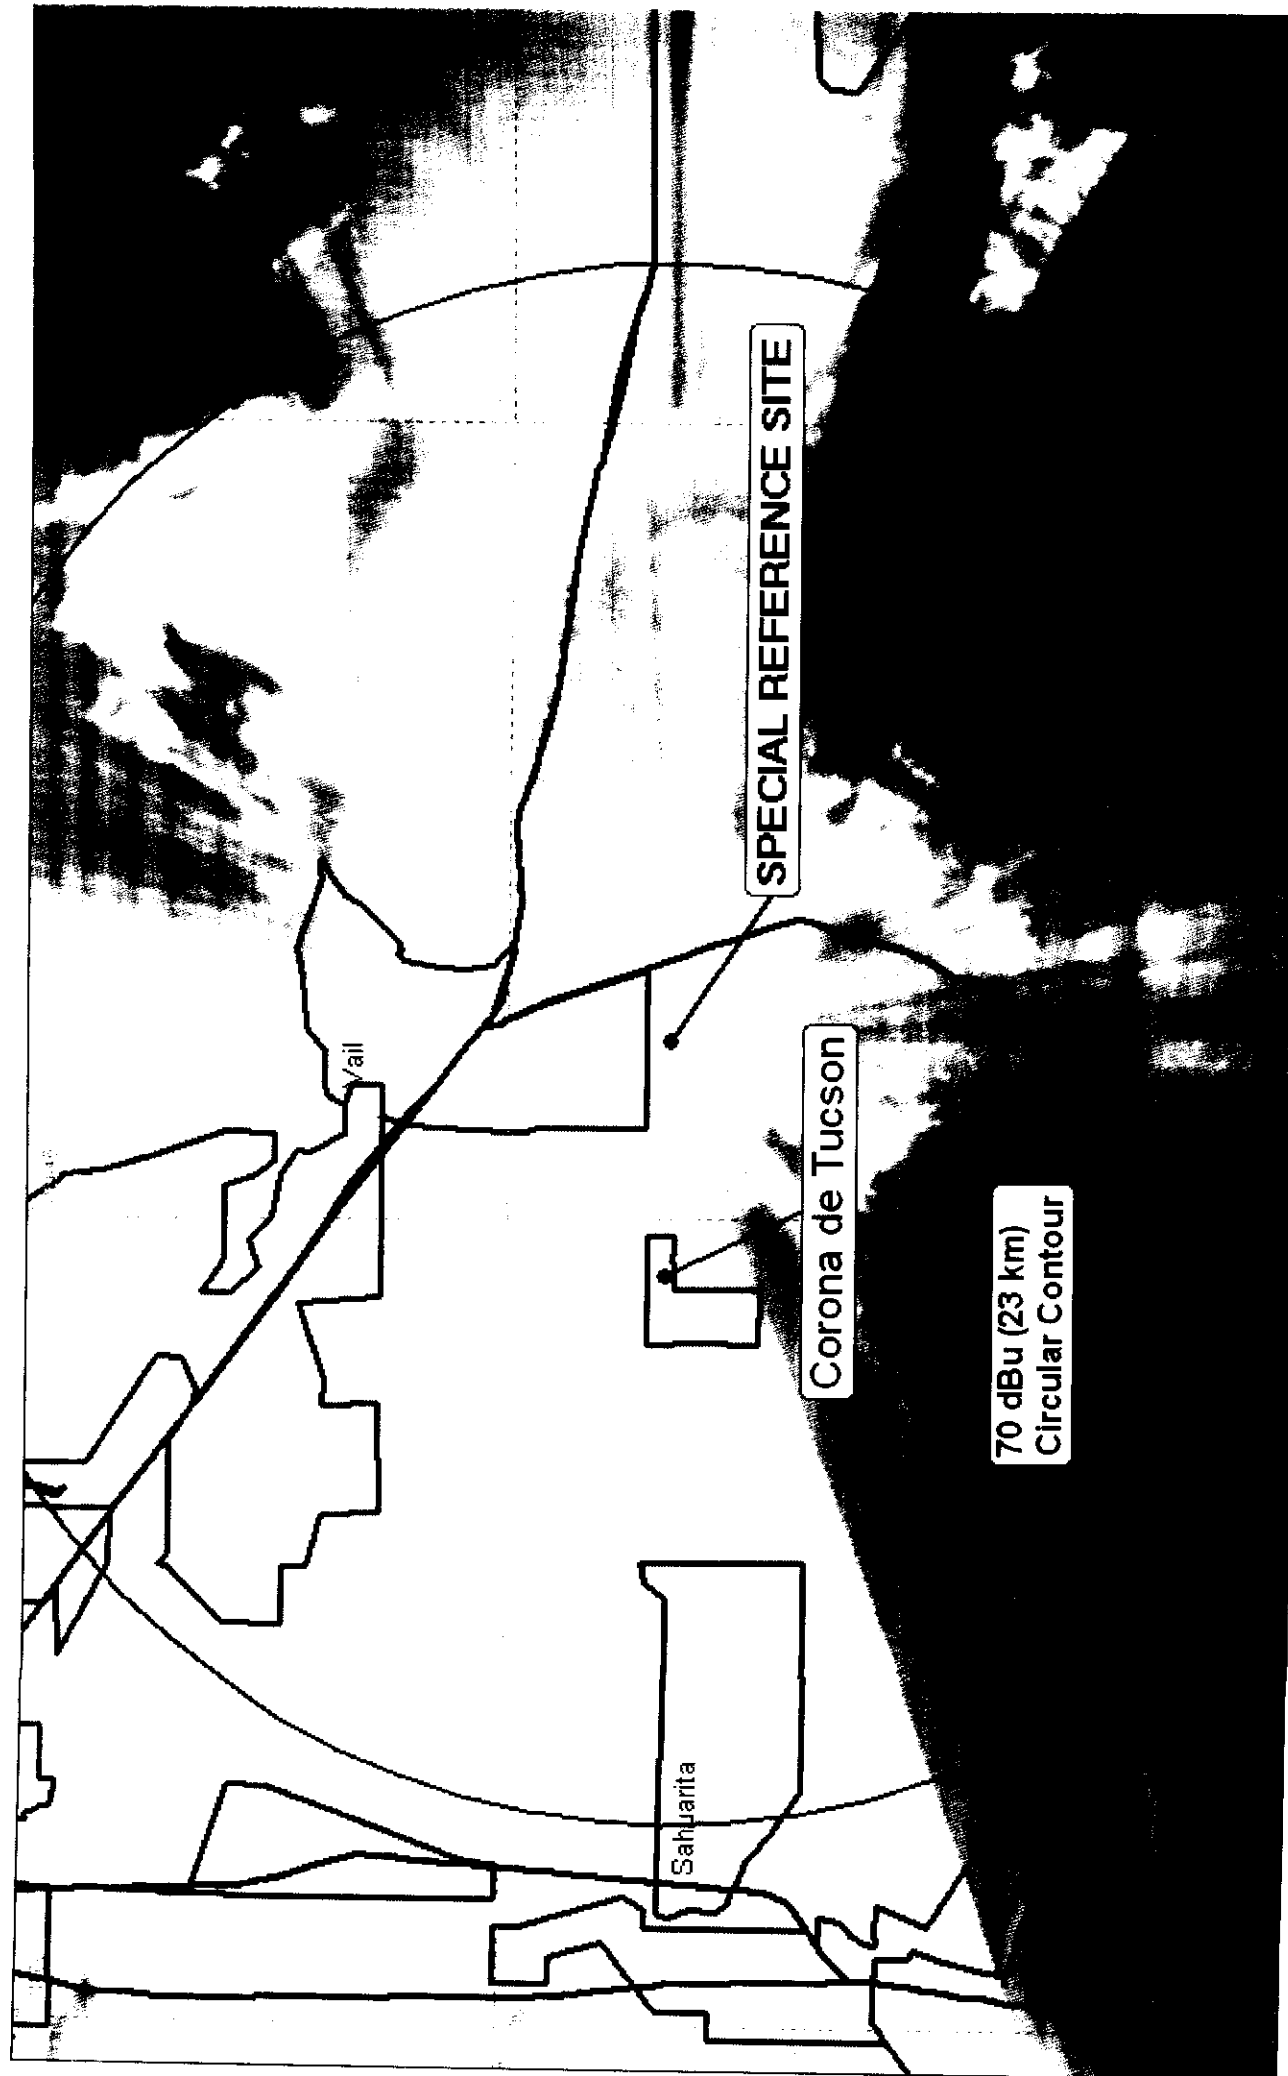 Vail
SPECIAL REFERENCE SITE
Corona de Tucson
Sahuarita
70 dBu (23 km)
Circular Contour